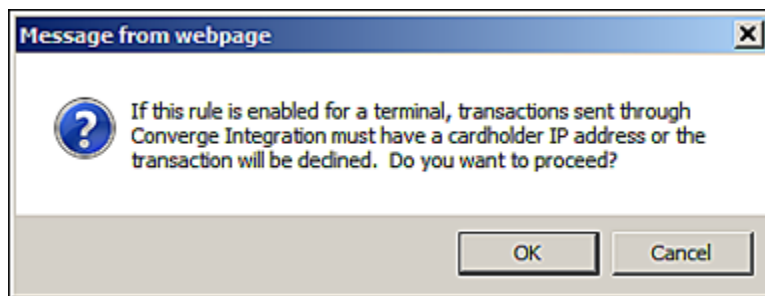 Message from webpage
If this rule is enabled for a terminal, transactions sent through
Converge Integration must have a cardholder IP address or the
transaction will be declined.  Do you want to proceed?
OK
Cancel